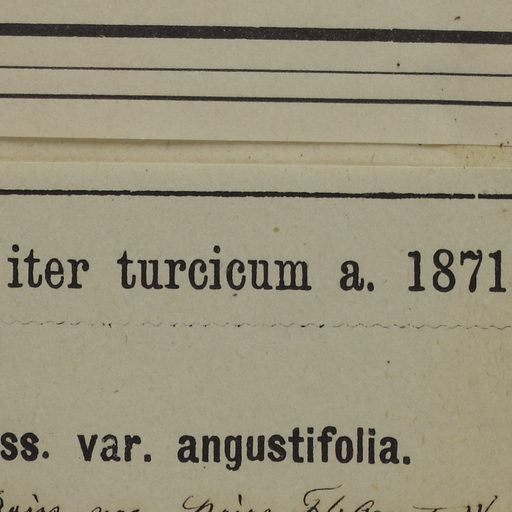 iter turcicum a. 1871
ss. var. angustifolia.